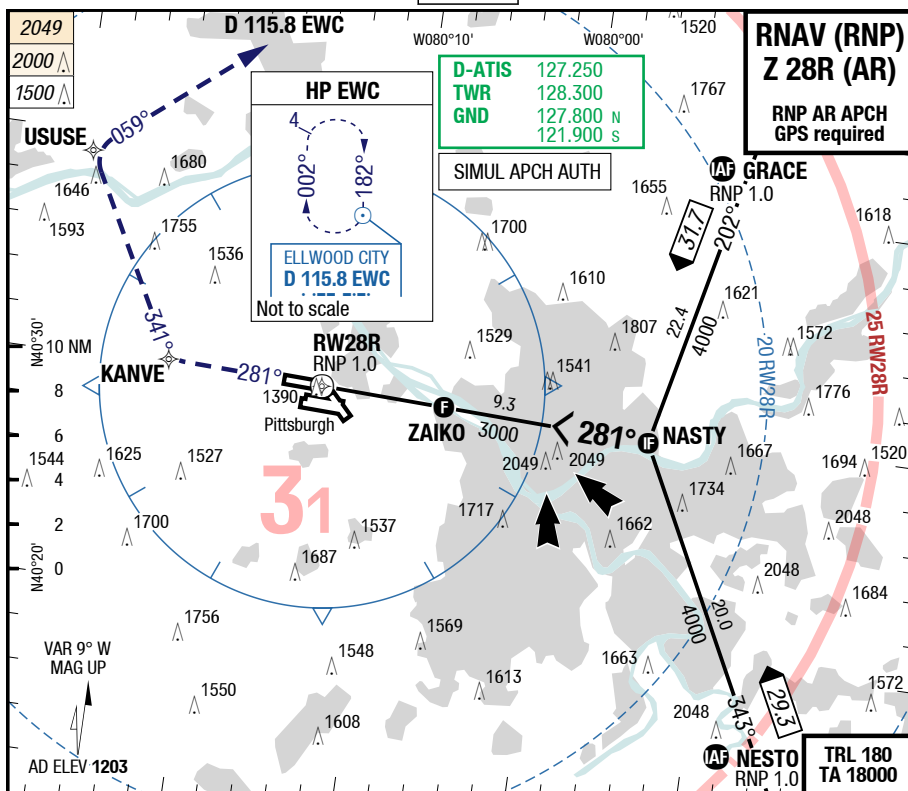 2049
2000
1500
D 115.8 EWC
W080°10'
W080°00'
1520
RNAV (RNP)
Z 28R (AR)
RNP AR APCH
GPS required
D-ATIS 127.250
TWR 128.300
GND 127.800 N
121.900 S
SIMUL APCH AUTH
HP EWC
4
002°
182°
ELLWOOD CITY
D 115.8 EWC
Not to scale
059°
USUSE
1646
1680
1593
1755
1536
1767
IAF GRACE
RNP 1.0
1655
31.7
202°
1618
1700
1610
1621
22.4
4000
1807
1572
20 RW28R
25 RW28R
341°
N40°30'
10 NM
8
6
4
2
0
N40°20'
KANVE
281°
RW28R
RNP 1.0
1390
Pittsburgh
1529
1541
F
ZAIKO
9.3
3000
281°
IF NASTY
1776
2049
2049
1667
1694
1520
1544
1625
1527
31
1717
1734
1700
1537
1662
2048
1687
2048
1684
20.0
4000
1756
1569
1548
1663
VAR 9° W
MAG UP
1550
1613
1608
29.3
1572
2048
343°
IAF NESTO
RNP 1.0
AD ELEV 1203
TRL 180
TA 18000